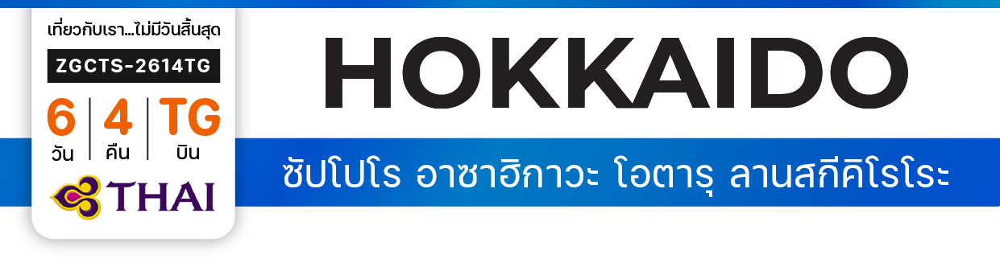 เที่ยวกับเรา...ไม่มีวันสิ้นสุด
ZGCTS-2614TG
6 วัน
4 คืน
TG บิน
THAI
HOKKAIDO
ซัปโปโร อาซาฮิกาวะ โอตารุ ลานสกีคิโรโระ